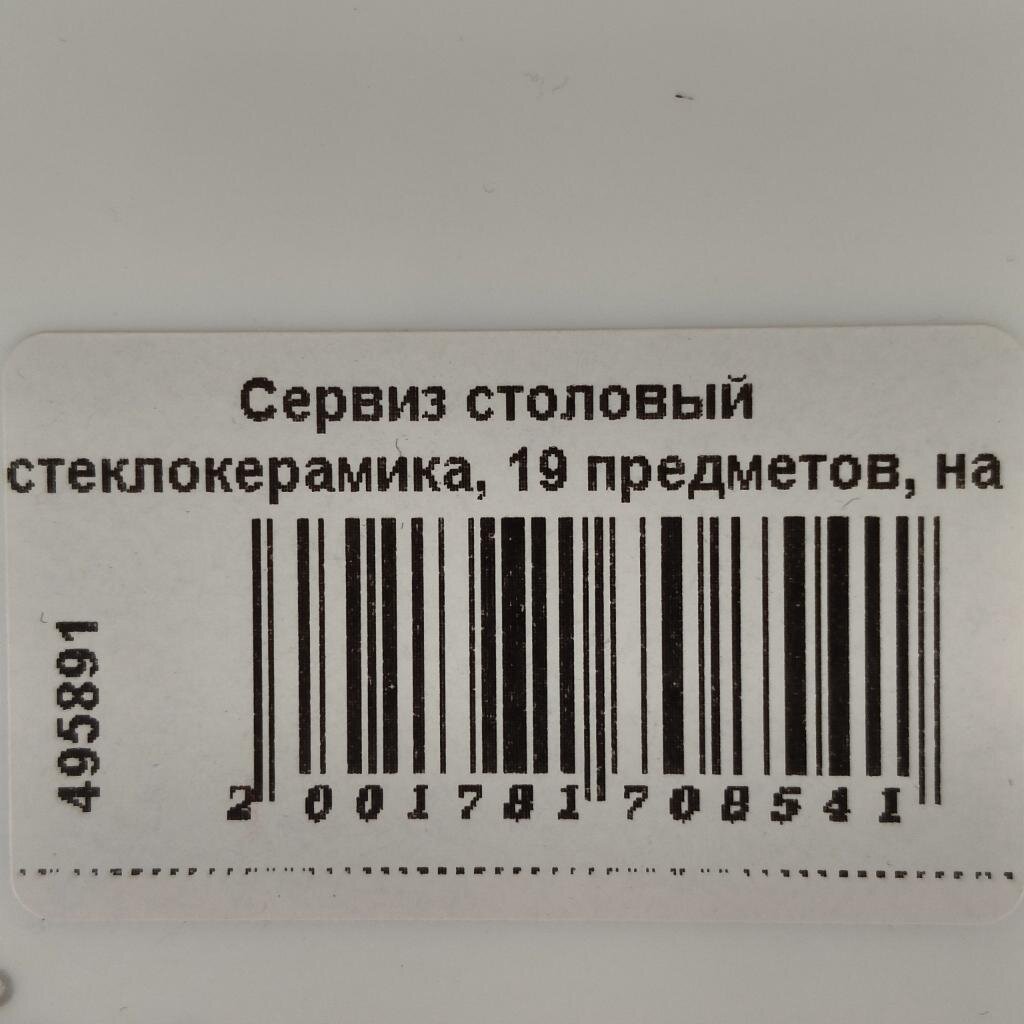 Сервиз столовый
стеклокерамика, 19 предметов, на
495891
2 001781 708541